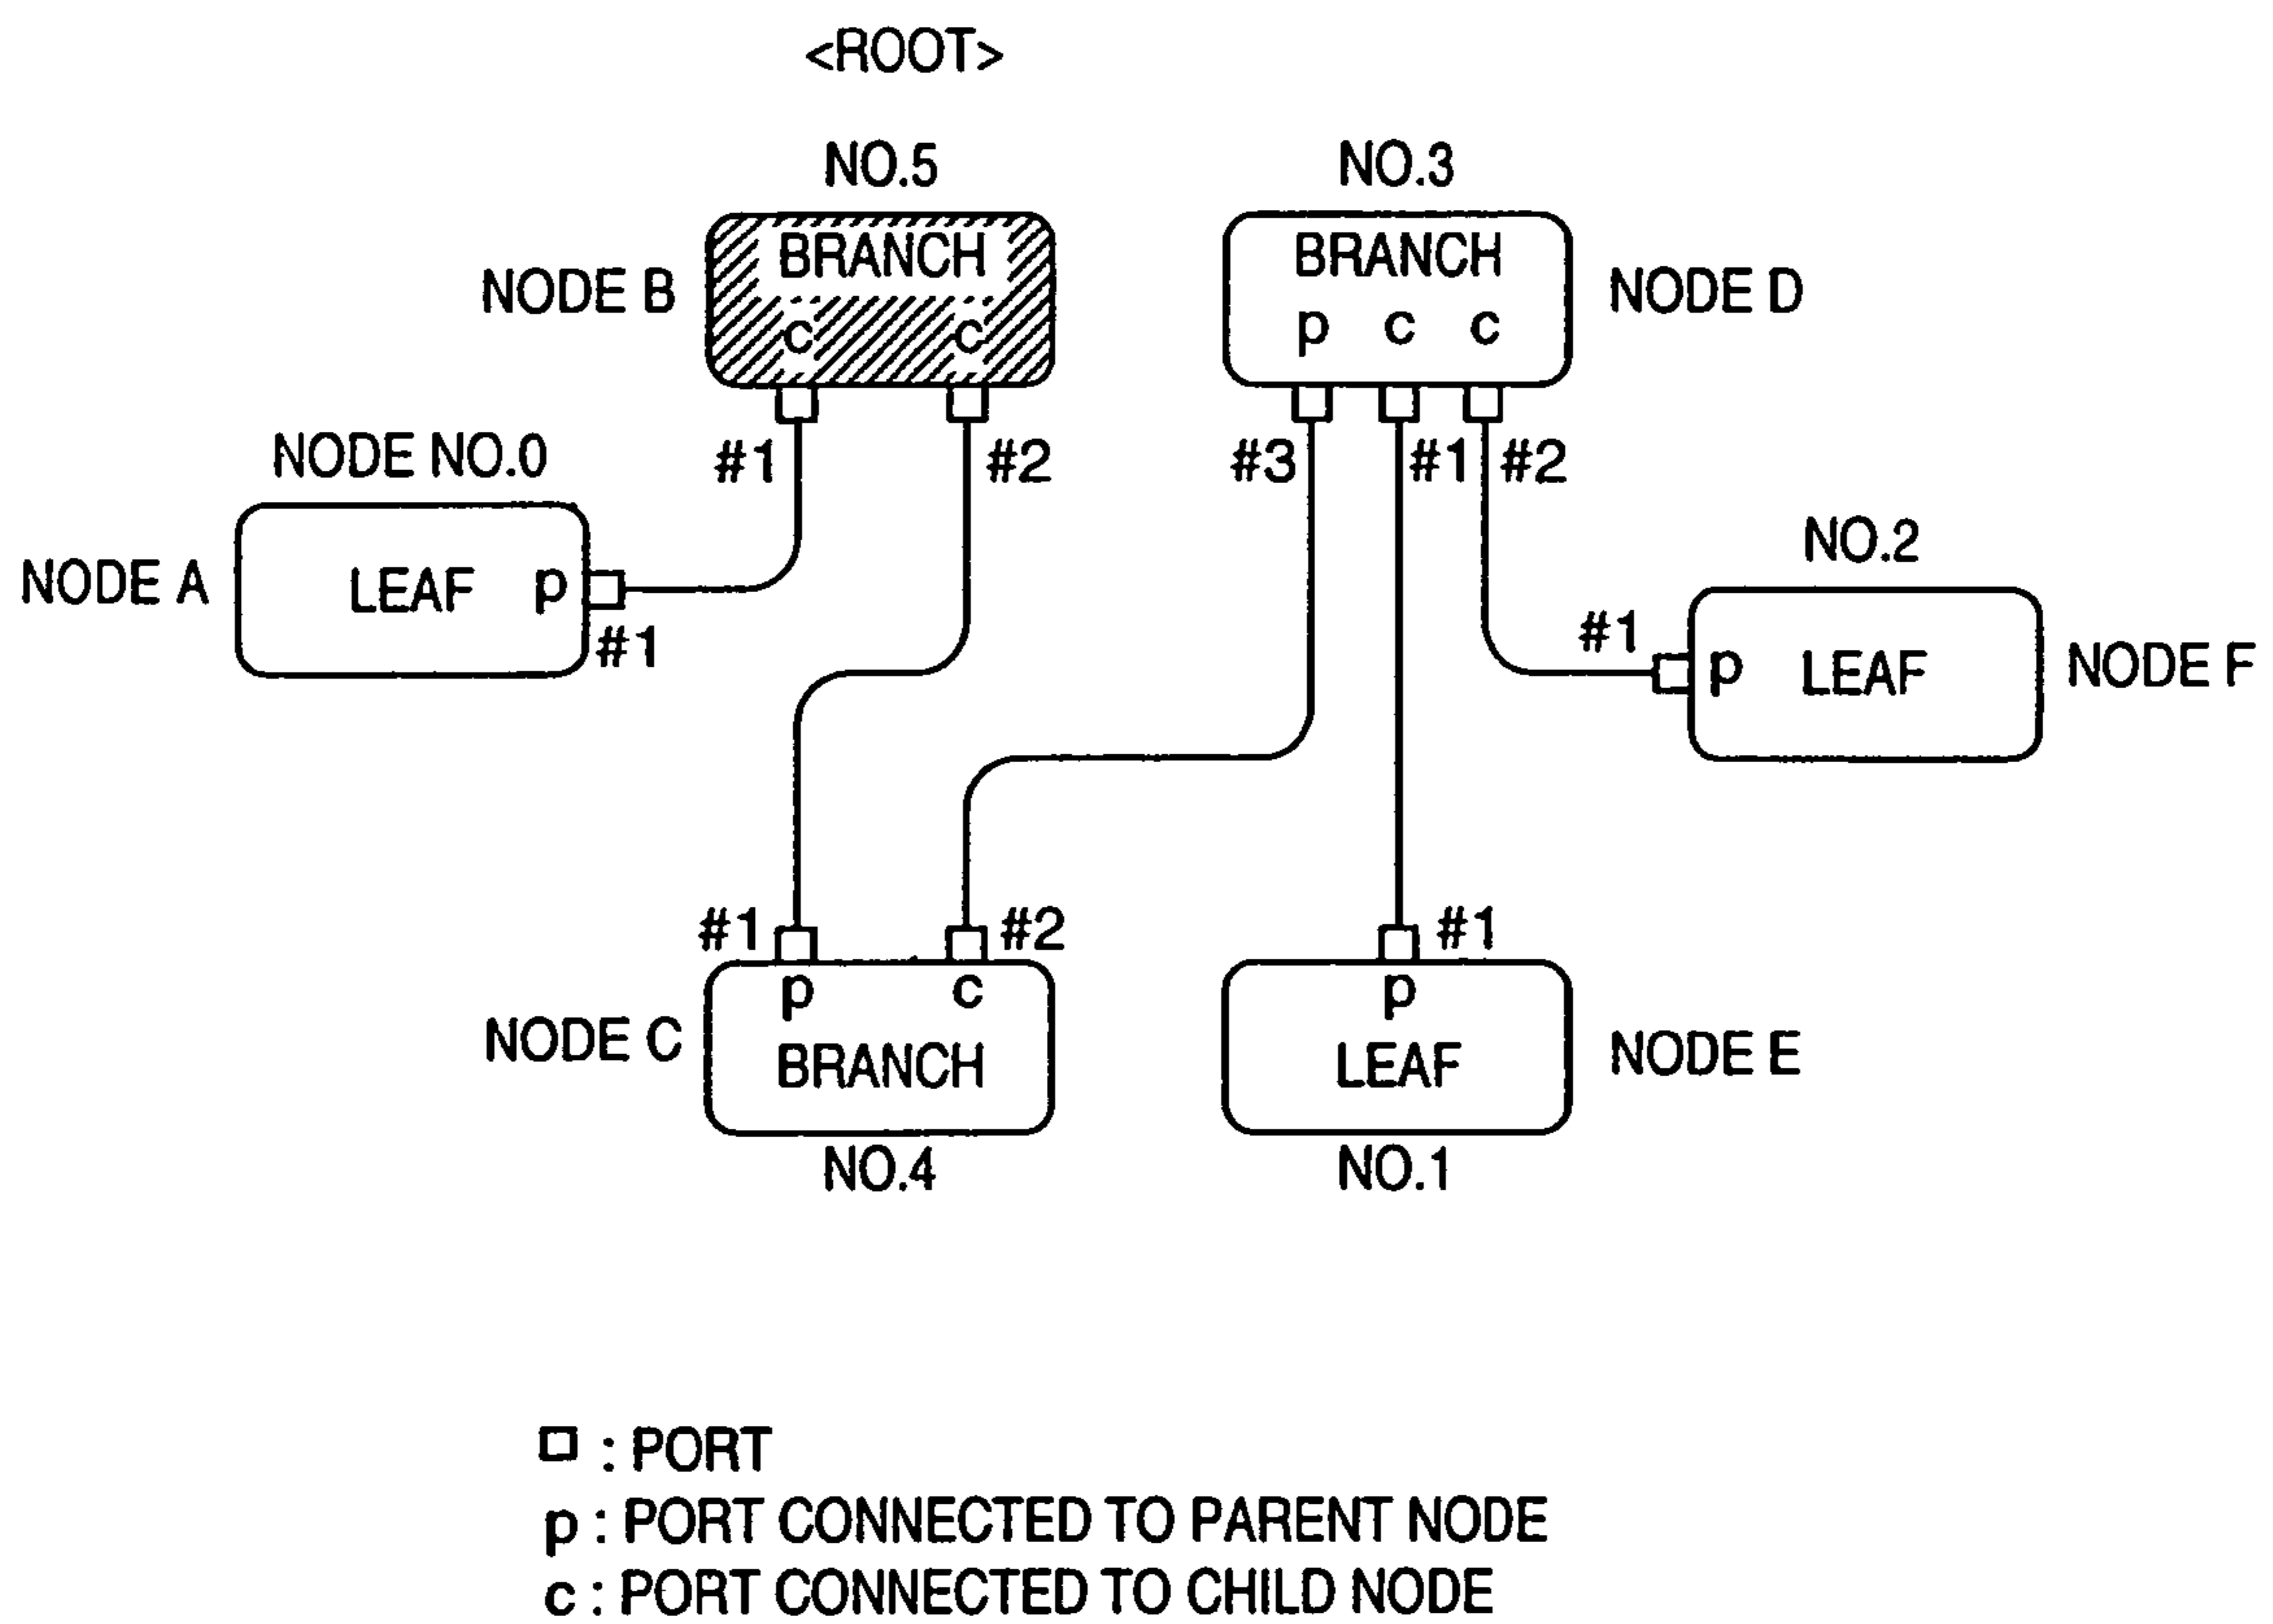 <ROOT>
NO.5
NO.3
BRANCH
c c
NODE B
BRANCH
p c c
NODE D
#1
#2
#3
#1
#2
NODE NO.0
NODE A
LEAF p
#1
NO.2
#1
p LEAF
NODE F
#1
#2
p c
BRANCH
NODE C
NO.4
#1
p
LEAF
NODE E
NO.1
: PORT
p : PORT CONNECTED TO PARENT NODE
c : PORT CONNECTED TO CHILD NODE